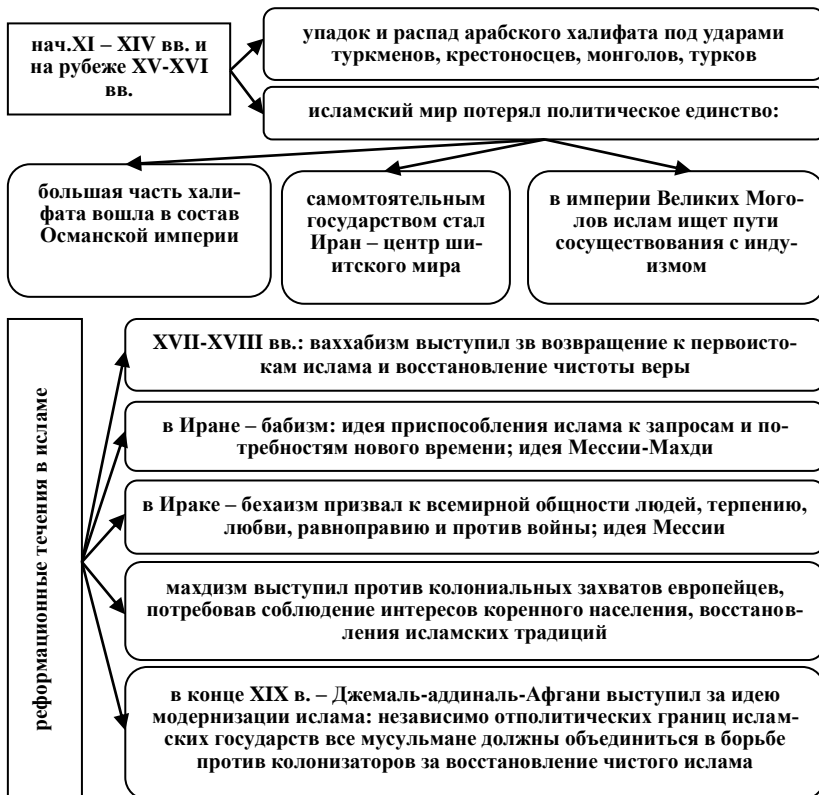 нач.XI – XIV вв. и
на рубеже XV-XVI
вв.
упадок и распад арабского халифата под ударами
туркменов, крестоносцев, монголов, турков
исламский мир потерял политическое единство:
большая часть хали-
фата вошла в состав
Османской империи
самомтоятельным
государством стал
Иран – центр ши-
итского мира
в империи Великих Мого-
лов ислам ищет пути
сосуществования с инду-
измом
реформационные течения в исламе
XVII-XVIII вв.: ваххабизм выступил зв возвращение к первоисто-
кам ислама и восстановление чистоты веры
в Иране – бабизм: идея приспособления ислама к запросам и по-
требностям нового времени; идея Мессии-Махди
в Ираке – бехаизм призвал к всемирной общности людей, терпению,
любви, равноправию и против войны; идея Мессии
махдизм выступил против колониальных захватов европейцев,
потребовав соблюдение интересов коренного населения, восстанов-
ления исламских традиций
в конце XIX в. – Джемаль-аддиналь-Афгани выступил за идею
модернизации ислама: независимо отполитических границ ислам-
ских государств все мусульмане должны объединиться в борьбе
против колонизаторов за восстановление чистого ислама